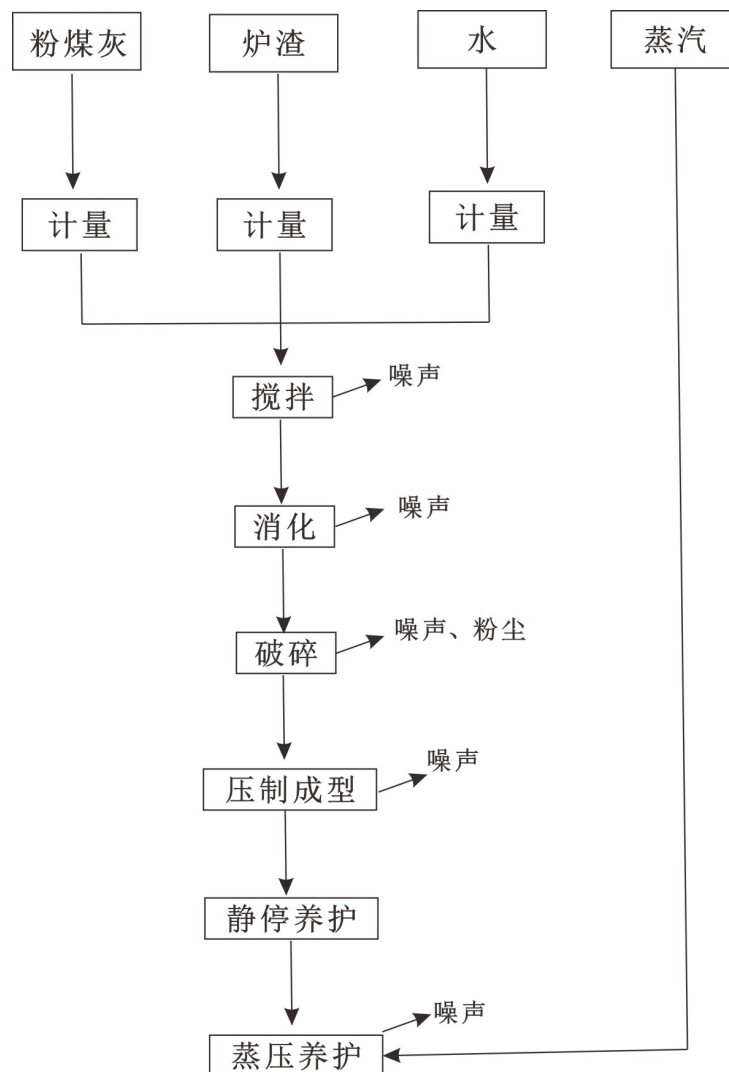 粉煤灰
炉渣
水
蒸汽
计量
计量
计量
搅拌
噪声
消化
噪声
破碎
噪声、粉尘
压制成型
噪声
静停养护
蒸压养护
噪声